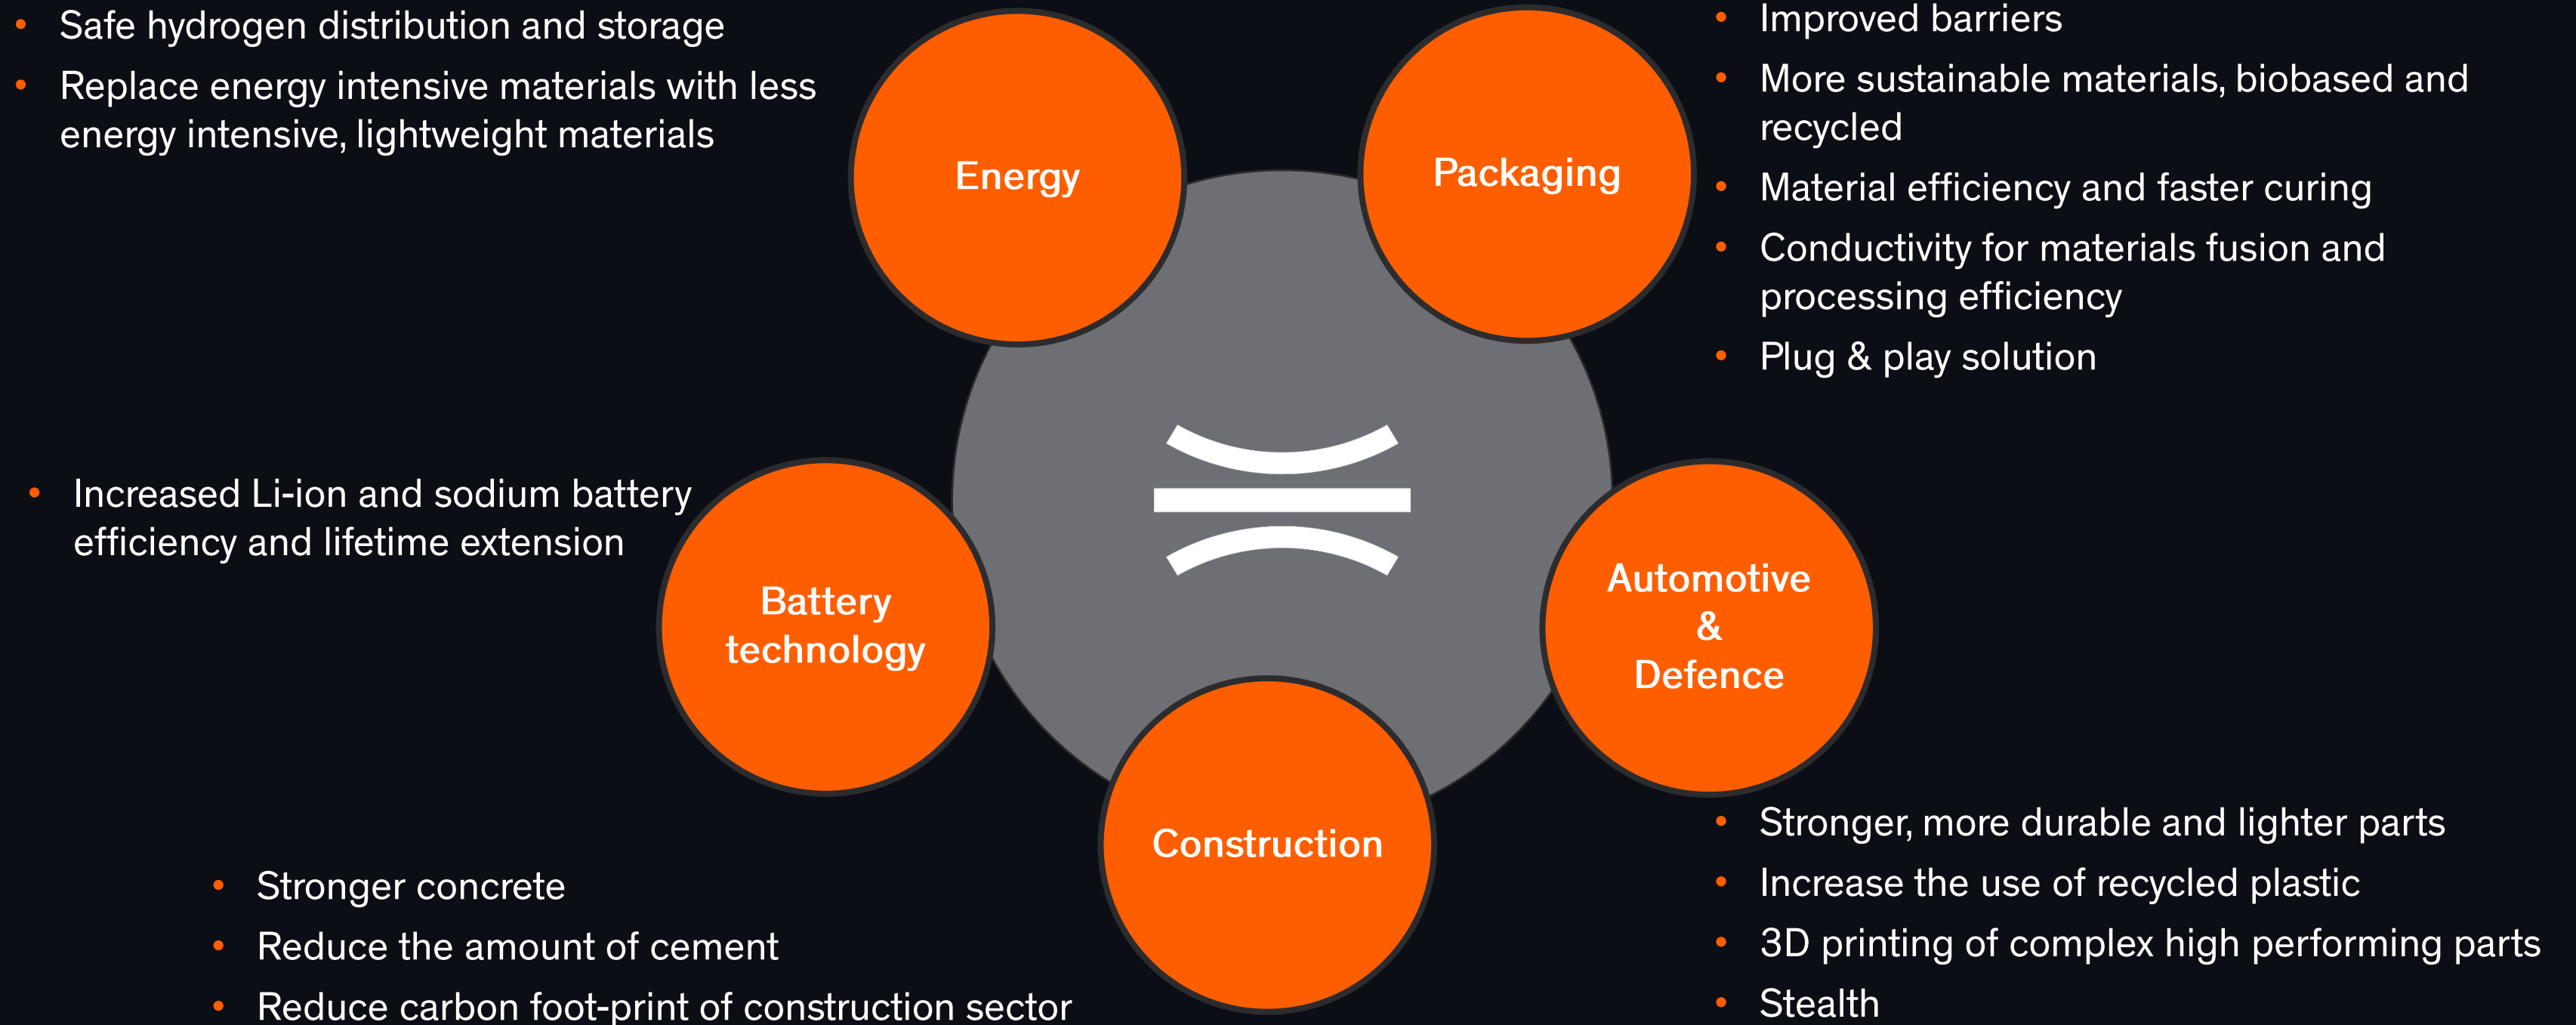 • Safe hydrogen distribution and storage
• Replace energy intensive materials with less
energy intensive, lightweight materials
Energy
Packaging
• Improved barriers
• More sustainable materials, biobased and
recycled
• Material efficiency and faster curing
• Conductivity for materials fusion and
processing efficiency
• Plug & play solution
• Increased Li-ion and sodium battery
efficiency and lifetime extension
Battery
technology
Automotive
&
Defence
• Stronger, more durable and lighter parts
• Increase the use of recycled plastic
• 3D printing of complex high performing parts
• Stealth
Construction
• Stronger concrete
• Reduce the amount of cement
• Reduce carbon foot-print of construction sector